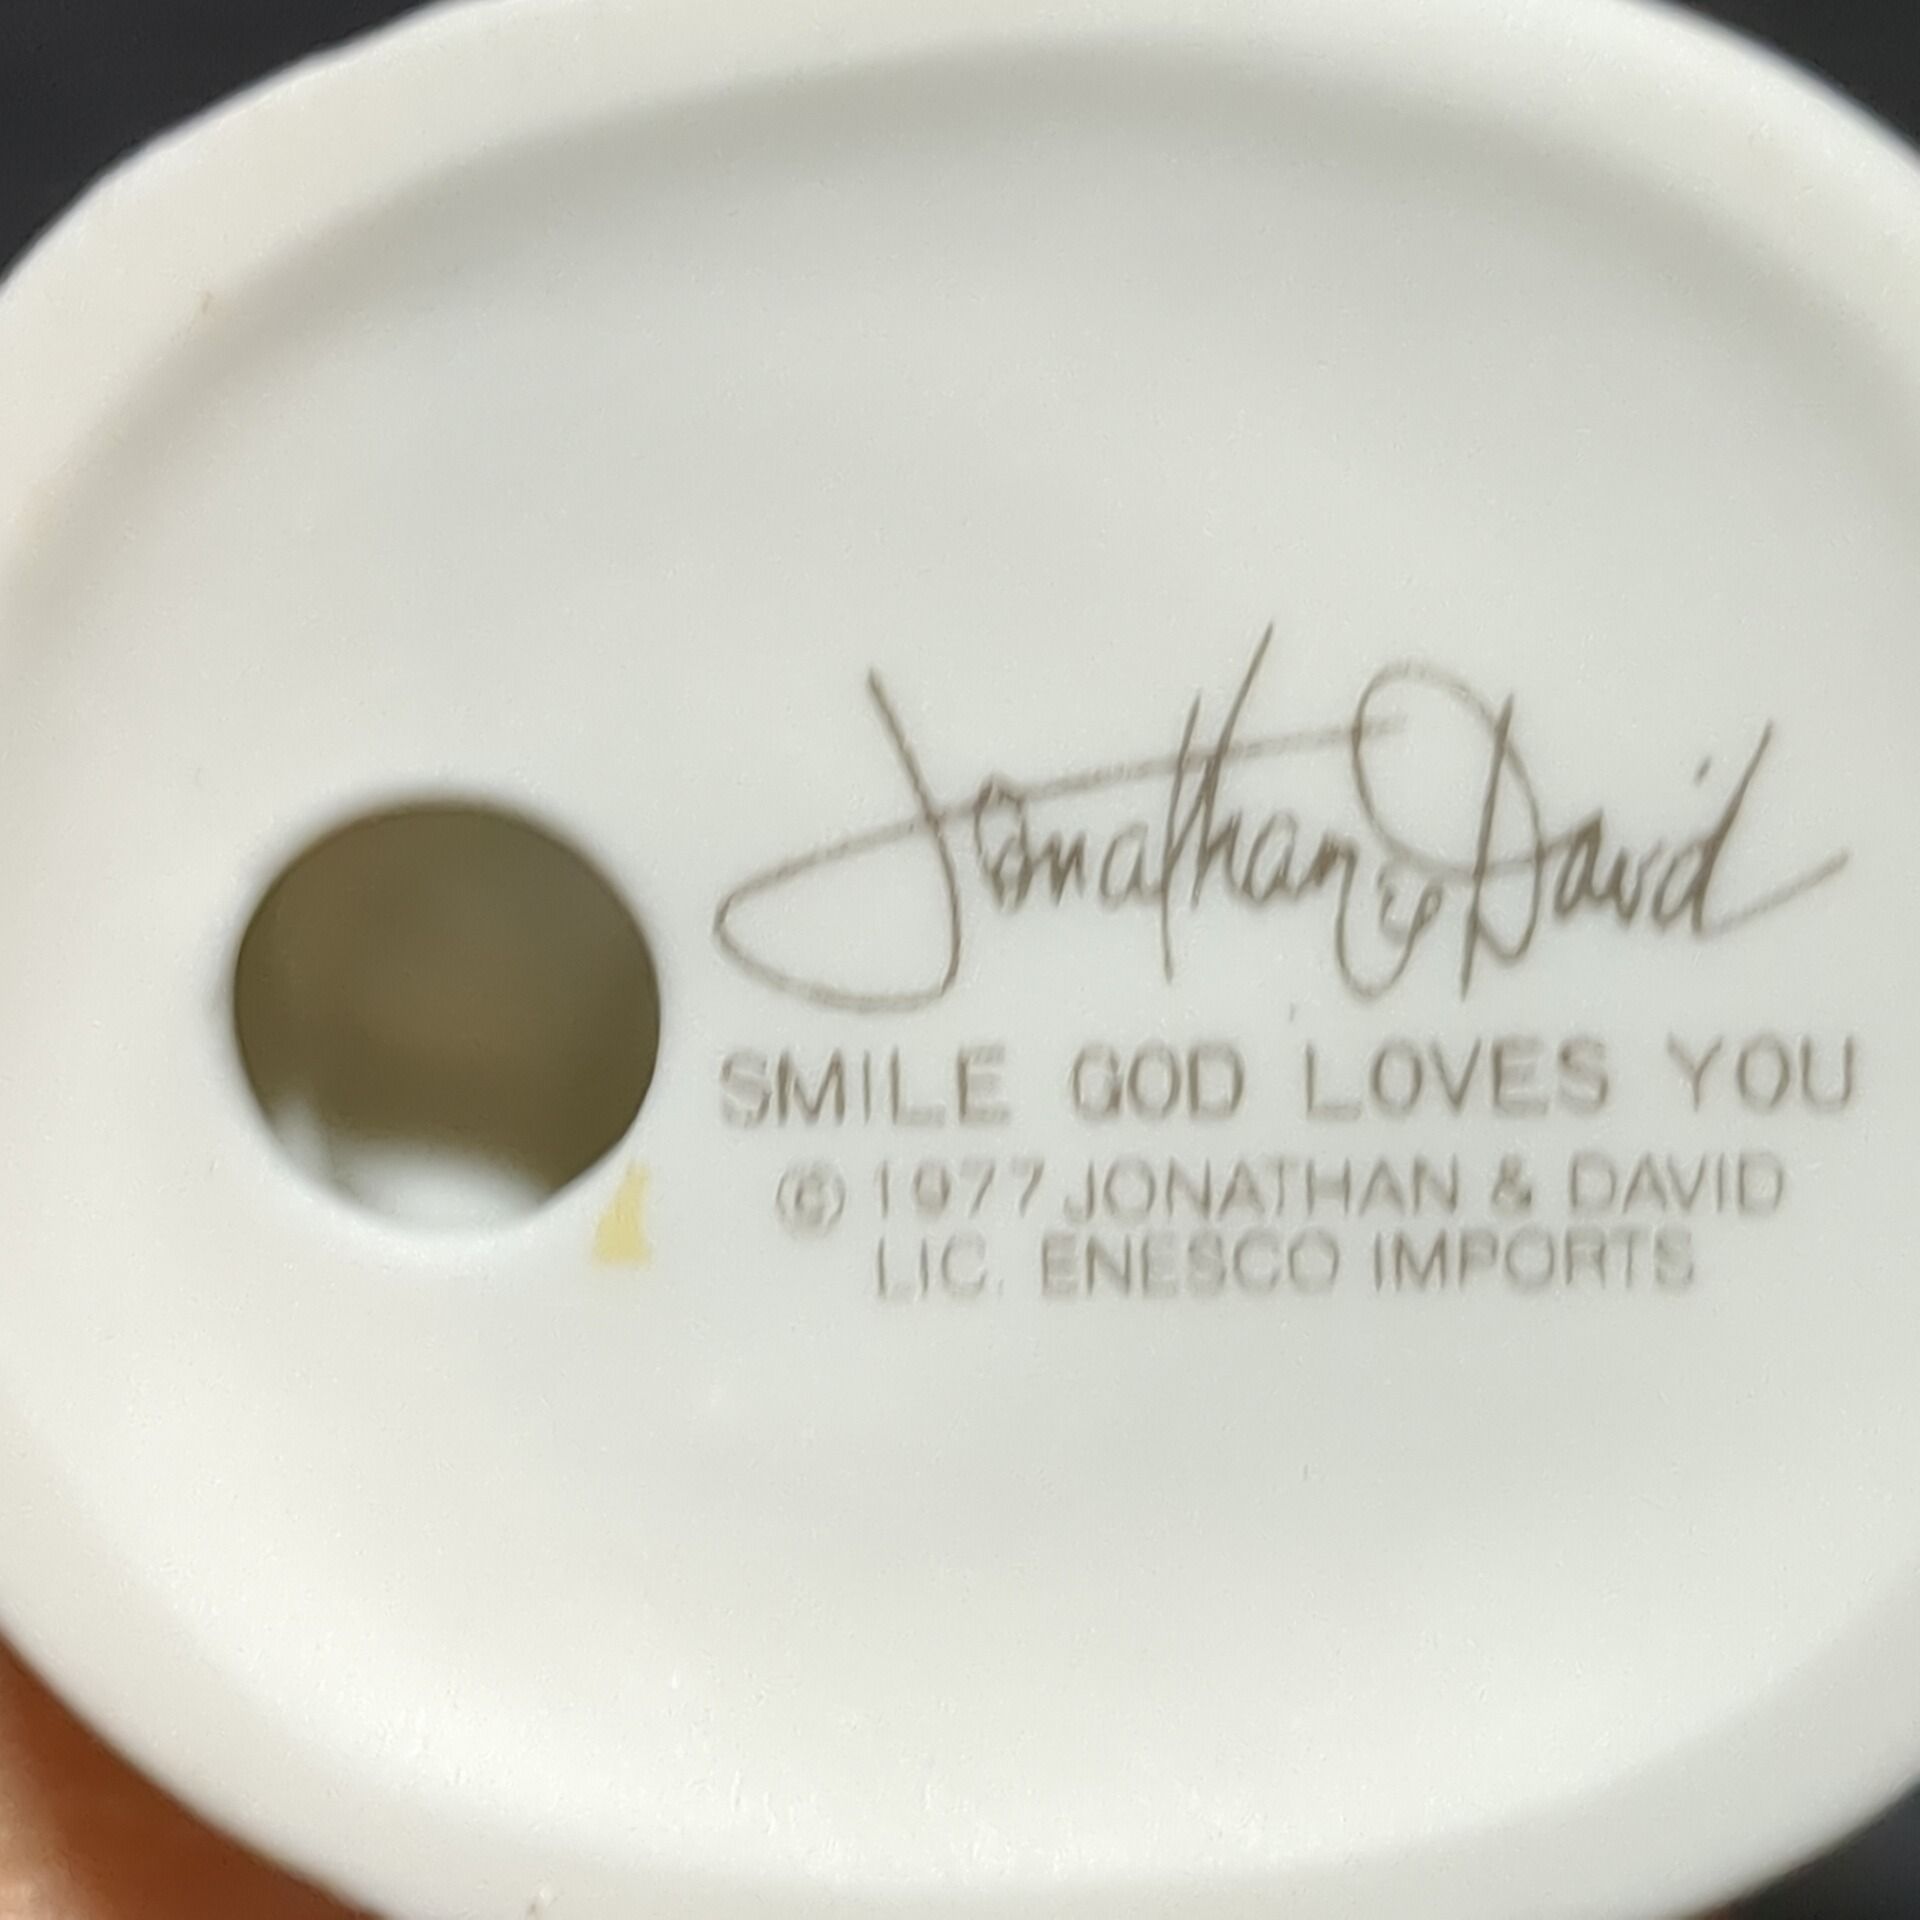 Jonathan & David
SMILE GOD LOVES YOU
© 1977 JONATHAN & DAVID
LIC. ENESCO IMPORTS